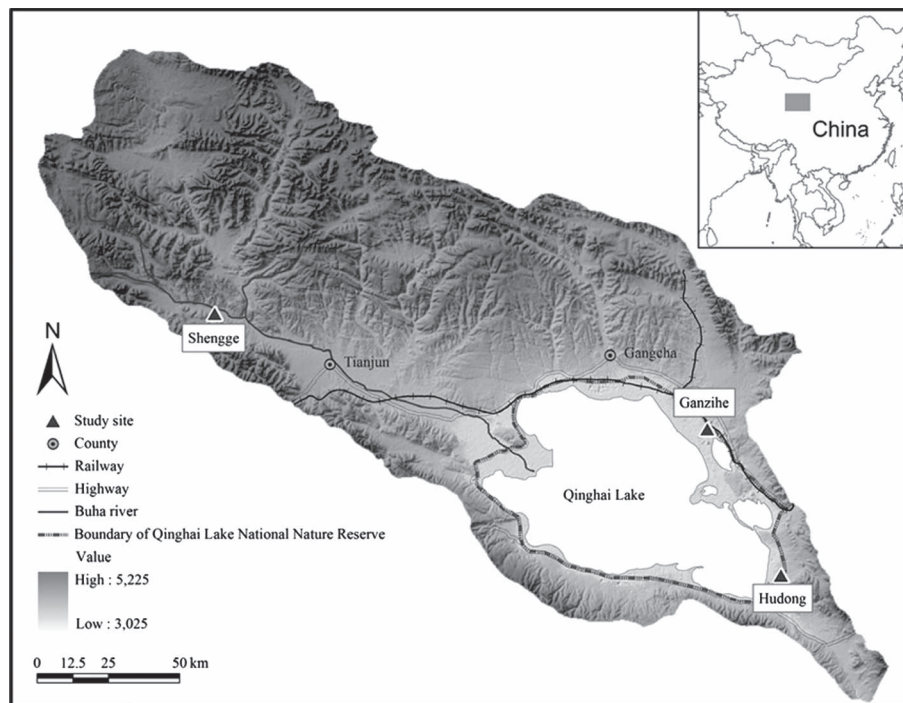 China
N
Shengge
Tianjun
Gangcha
Ganzihe
Qinghai Lake
Hudong
Study site
County
Railway
Highway
Buha river
Boundary of Qinghai Lake National Nature Reserve
Value
High : 5,225
Low : 3,025
0 12.5 25 50 km